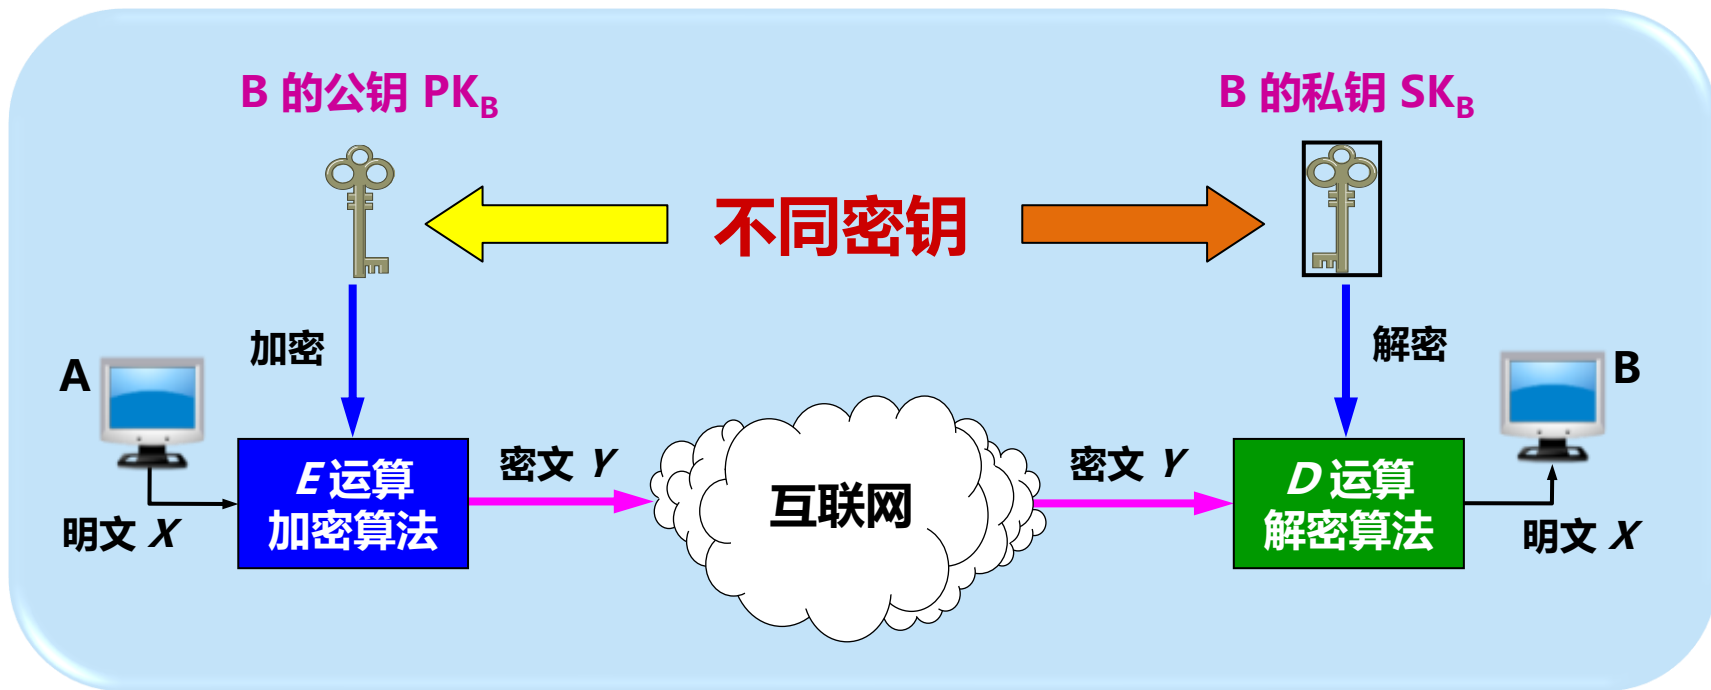 B 的公钥 PKB
B 的私钥 SKB
不同密钥
加密
解密
A
B
E 运算
加密算法
密文 Y
互联网
密文 Y
D 运算
解密算法
明文 X
明文 X